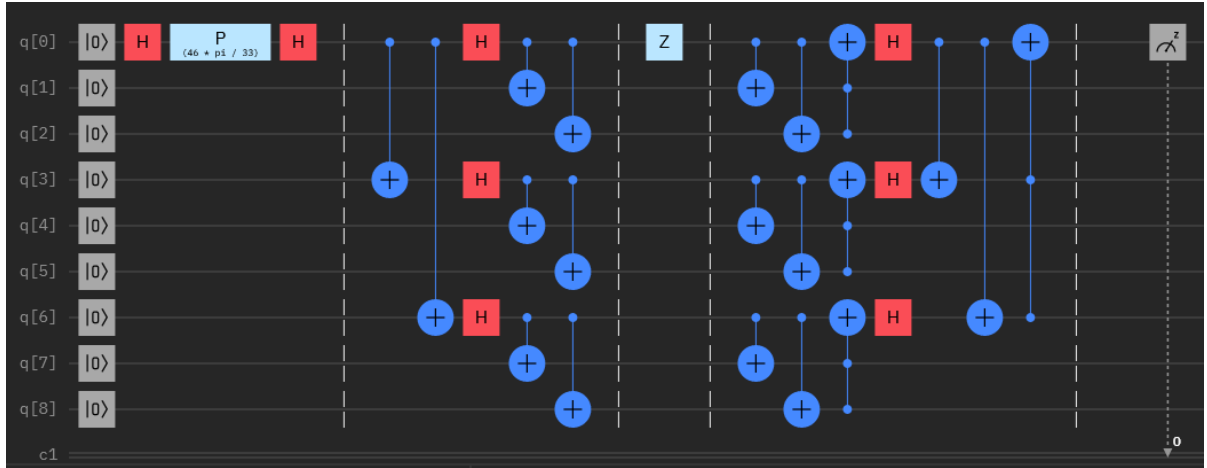 q[0] |0⟩ H P H H Z H z
(46 * pi / 33)
q[1] |0⟩
q[2] |0⟩
q[3] |0⟩ H H
q[4] |0⟩
q[5] |0⟩
q[6] |0⟩ H H
q[7] |0⟩
q[8] |0⟩
c1 0